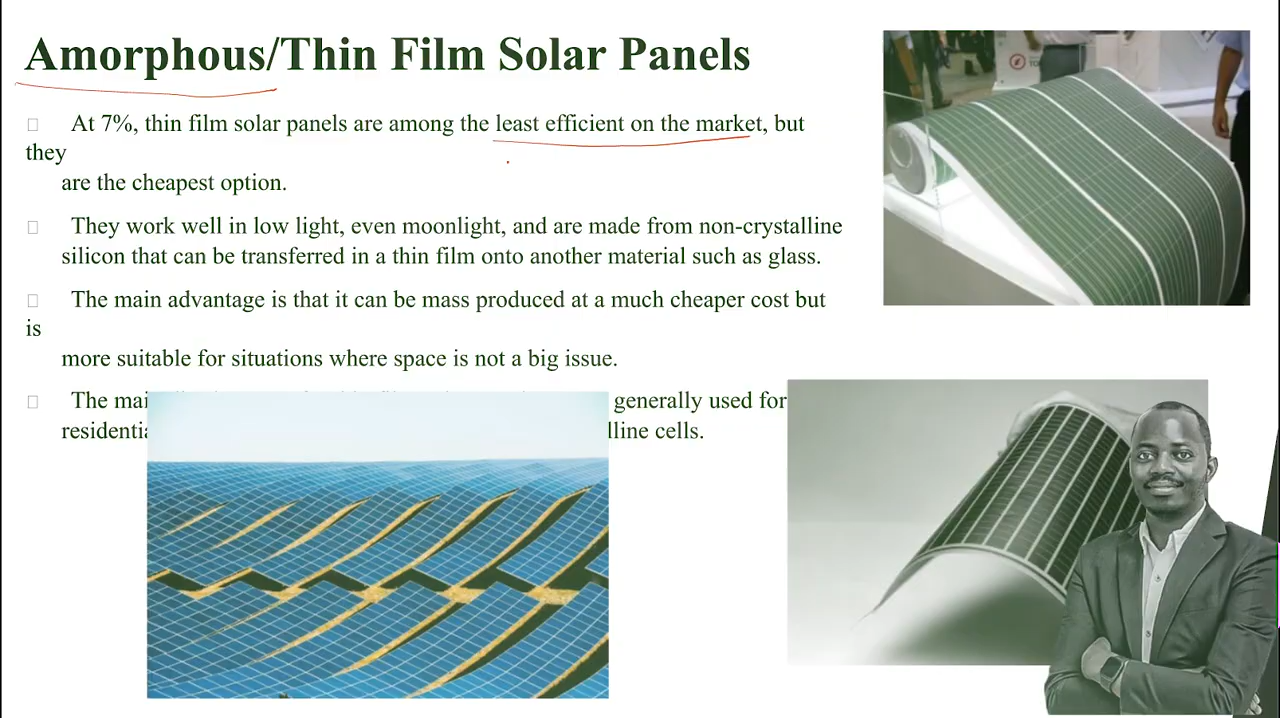 Amorphous/Thin Film Solar Panels
At 7%, thin film solar panels are among the least efficient on the market, but
they
are the cheapest option.
They work well in low light, even moonlight, and are made from non-crystalline
silicon that can be transferred in a thin film onto another material such as glass.
The main advantage is that it can be mass produced at a much cheaper cost but
is
more suitable for situations where space is not a big issue.
The generally used for
cells.